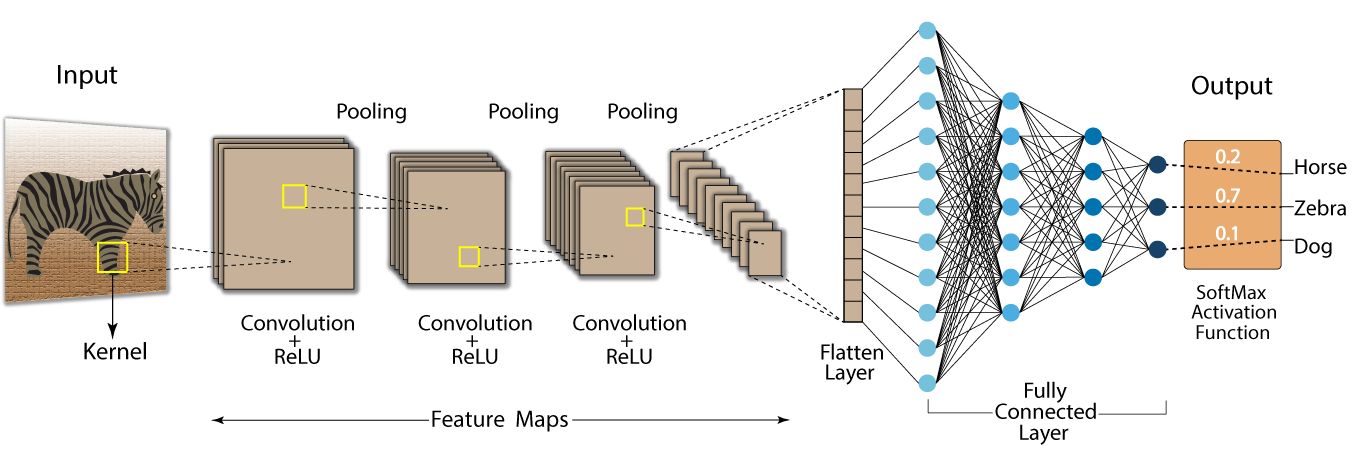 Input
Kernel
Pooling
Pooling
Pooling
Convolution
+
ReLU
Convolution
+
ReLU
Convolution
+
ReLU
Feature Maps
Flatten
Layer
Fully
Connected
Layer
Output
0.2
Horse
0.7
Zebra
0.1
Dog
SoftMax
Activation
Function